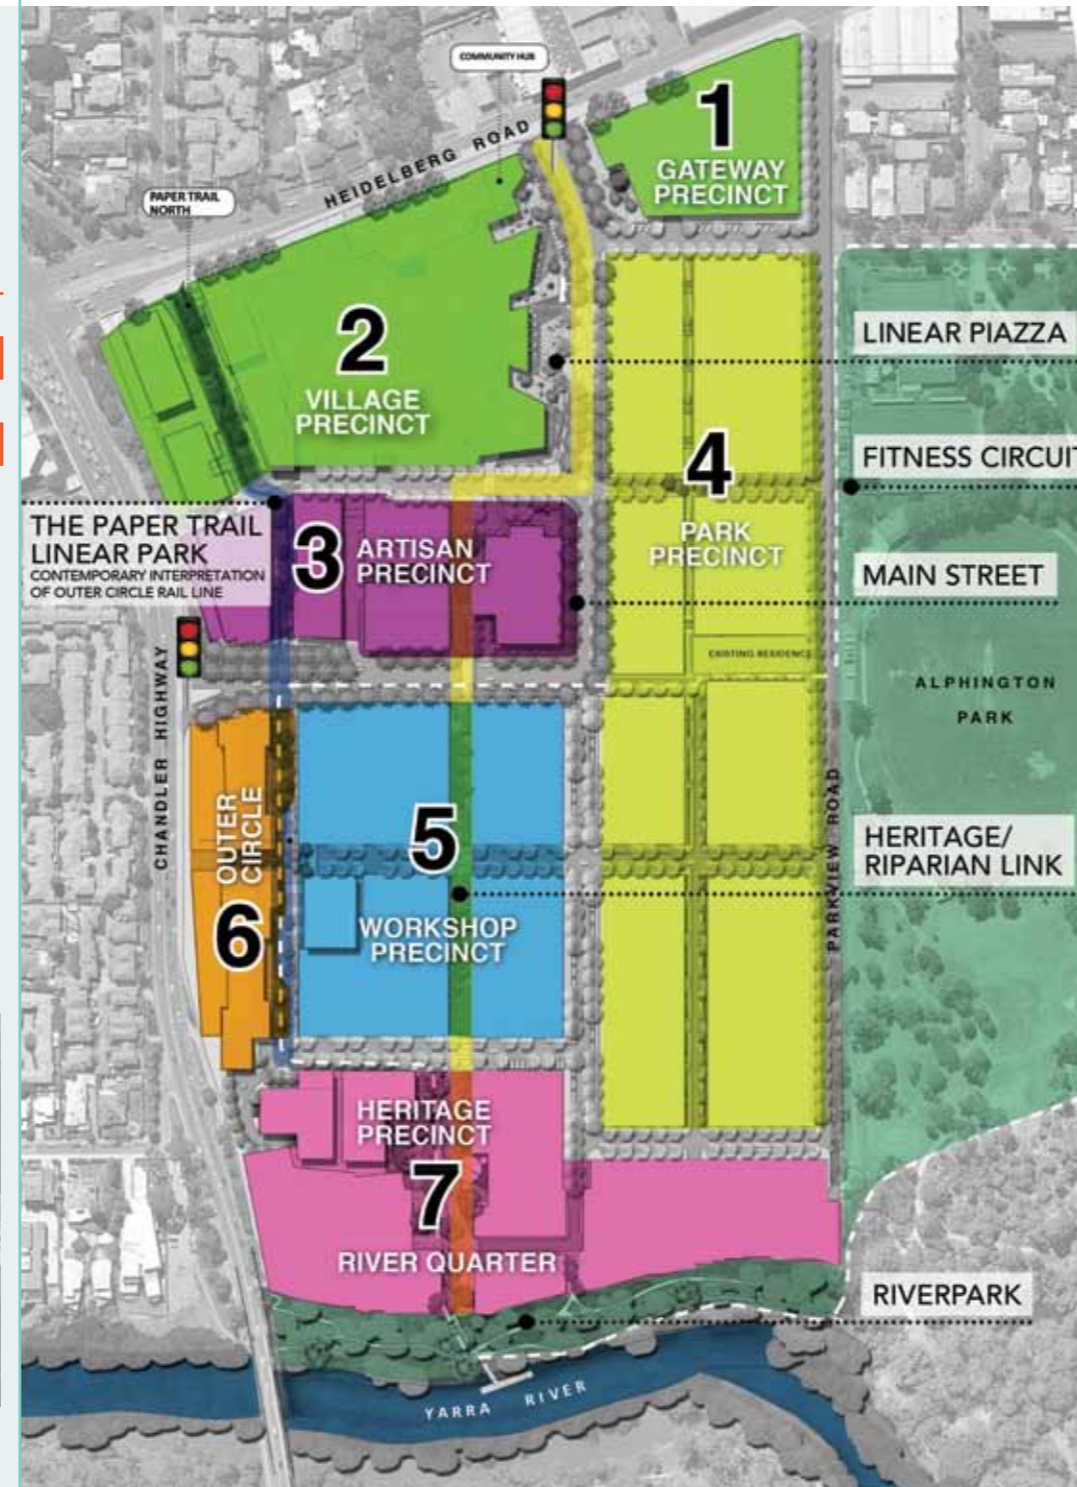 COMMUNITY HUB
1
GATEWAY
PRECINCT
HEIDELBERG ROAD
PAPER TRAIL
NORTH
2
VILLAGE
PRECINCT
LINEAR PIAZZA
4
PARK
PRECINCT
FITNESS CIRCUIT
THE PAPER TRAIL
LINEAR PARK
CONTEMPORARY INTERPRETATION
OF OUTER CIRCLE RAIL LINE
3
ARTISAN
PRECINCT
MAIN STREET
EXISTING RESIDENCE
ALPHINGTON
PARK
CHANDLER HIGHWAY
OUTER
CIRCLE
6
5
WORKSHOP
PRECINCT
PARKVIEW ROAD
HERITAGE/
RIPARIAN LINK
HERITAGE
PRECINCT
7
RIVER QUARTER
RIVERPARK
YARRA RIVER